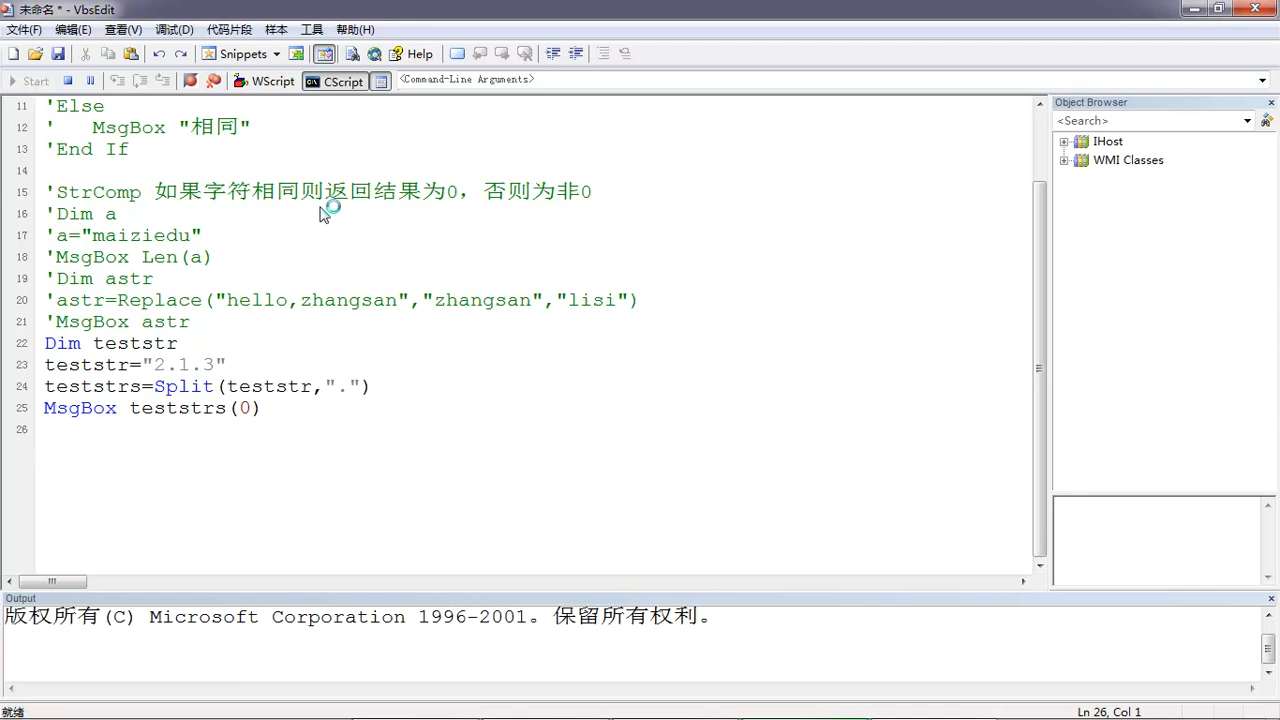 未命名 * - VbsEdit
文件(F) 编辑(E) 查看(V) 调试(D) 代码片段 样本 工具 帮助(H)
Snippets Help
Start WScript CScript <Command-Line Arguments>
11 'Else
12 '   MsgBox "相同"
13 'End If
14
15 'StrComp 如果字符相同则返回结果为0，否则为非0
16 'Dim a
17 'a="maiziedu"
18 'MsgBox Len(a)
19 'Dim astr
20 'astr=Replace("hello,zhangsan","zhangsan","lisi")
21 'MsgBox astr
22 Dim teststr
23 teststr="2.1.3"
24 teststrs=Split(teststr,".")
25 MsgBox teststrs(0)
26
Object Browser
<Search>
IHost
WMI Classes
Output
版权所有(C) Microsoft Corporation 1996-2001。保留所有权利。
就绪 Ln 26, Col 1